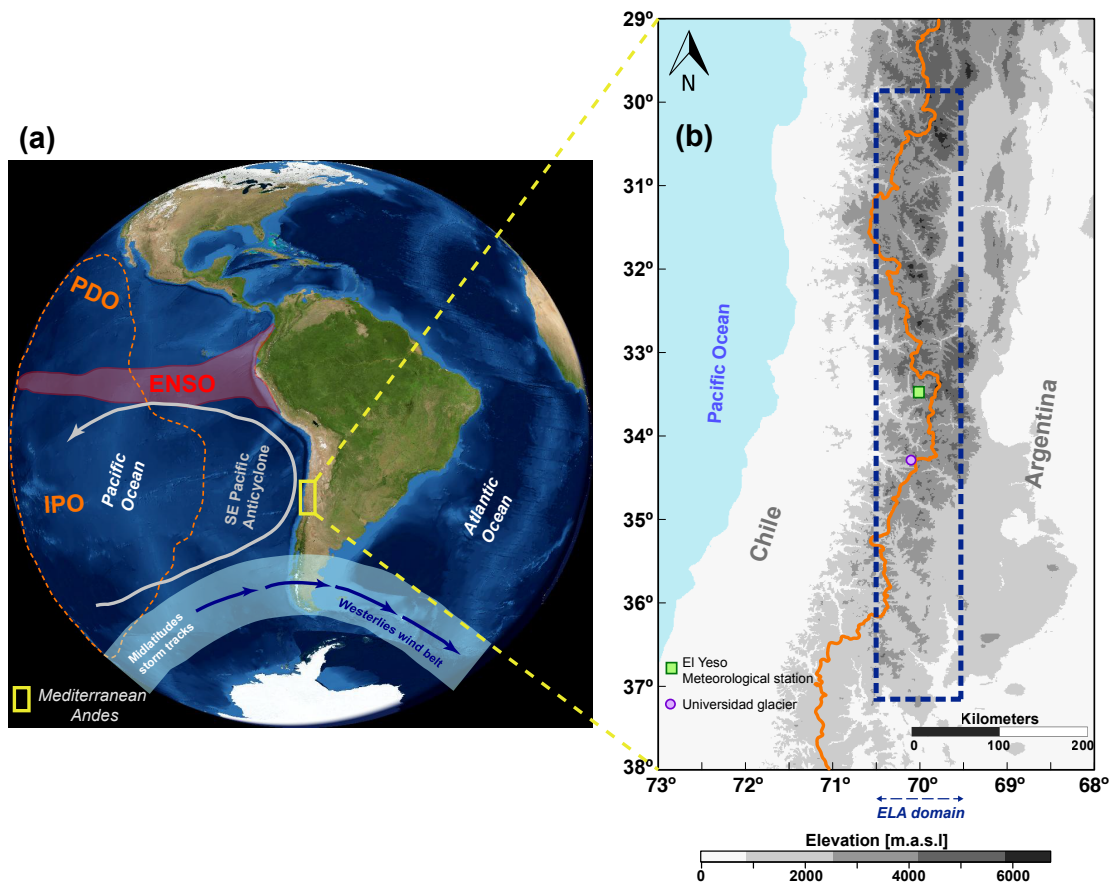 (a)
PDO
ENSO
IPO
Pacific
Ocean
SE Pacific
Anticyclone
Atlantic
Ocean
Midlatitudes
storm tracks
Westerlies wind belt
Mediterranean
Andes
(b)
N
29º
30º
31º
32º
33º
34º
35º
36º
37º
38º
Pacific Ocean
Chile
Argentina
El Yeso
Meteorological station
Universidad glacier
Kilometers
0 100 200
73º 72º 71º 70º 69º 68º
ELA domain
Elevation [m.a.s.l]
0 2000 4000 6000